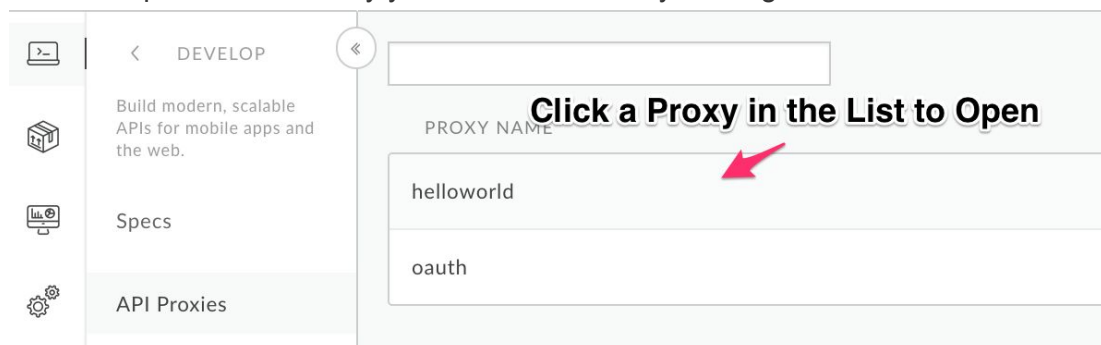 DEVELOP
Build modern, scalable
APIs for mobile apps and
the web.
Specs
API Proxies
Click a Proxy in the List to Open
PROXY NAME
helloworld
oauth